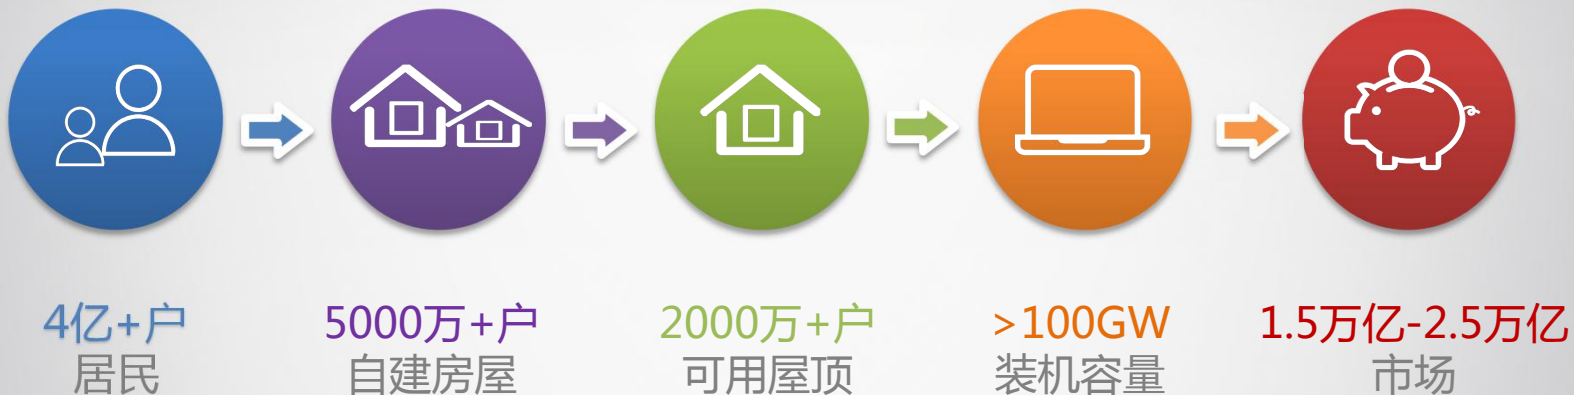 4亿+户
居民
5000万+户
自建房屋
2000万+户
可用屋顶
>100GW
装机容量
1.5万亿-2.5万亿
市场